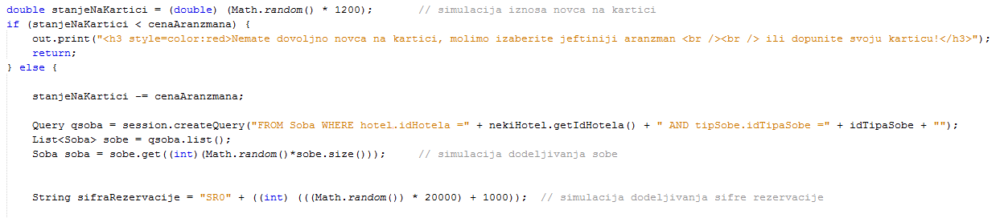 double stanjeNaKartici = (double) (Math.random() * 1200);       // simulacija iznosa novca na kartici
if (stanjeNaKartici < cenaAranzmana) {
    out.print("<h3 style=color:red>Nemate dovoljno novca na kartici, molimo izaberite jeftiniji aranzman <br /><br /> ili dopunite svoju karticu!</h3>");
    return;
} else {
    stanjeNaKartici -= cenaAranzmana;
    Query qsoba = session.createQuery("FROM Soba WHERE hotel.idHotela =" + nekiHotel.getIdHotela() + " AND tipSobe.idTipaSobe =" + idTipaSobe + "");
    List<Soba> sobe = qsoba.list();
    Soba soba = sobe.get((int)(Math.random()*sobe.size()));     // simulacija dodeljivanja sobe
    String sifraRezervacije = "SR0" + ((int) (((Math.random()) * 20000) + 1000));  // simulacija dodeljivanja sifre rezervacije